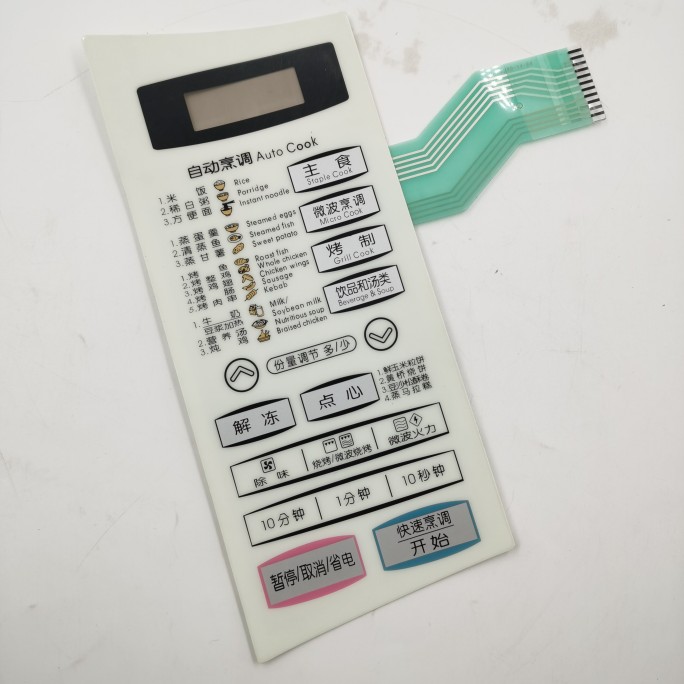 自动烹调 Auto Cook
主食
Staple Cook
1.米饭 Rice
2.稀白粥 Porridge
3.方便面 Instant noodle
微波烹调
Micro Cook
1.蒸蛋羹 Steamed eggs
2.清蒸鱼 Steamed fish
3.蒸甘薯 Sweet potato
烤制
Grill Cook
1.烤鱼 Roast fish
2.烤整鸡 Whole chicken
3.烤鸡翅 Chicken wings
4.烤肠 Sausage
5.烤肉串 Kebab
饮品和汤类
Beverage & Soup
1.牛奶 Milk/
豆浆加热 Soybean milk
2.营养汤 Nutritious soup
3.炖鸡 Braised chicken
份量调节 多/少
解冻
点心
1.鲜玉米粒饼
2.黄桥烧饼
3.豆沙松酥卷
4.蒸马拉糕
除味
烧烤/微波烧烤
微波火力
10分钟
1分钟
10秒钟
暂停/取消/省电
快速烹调
开始